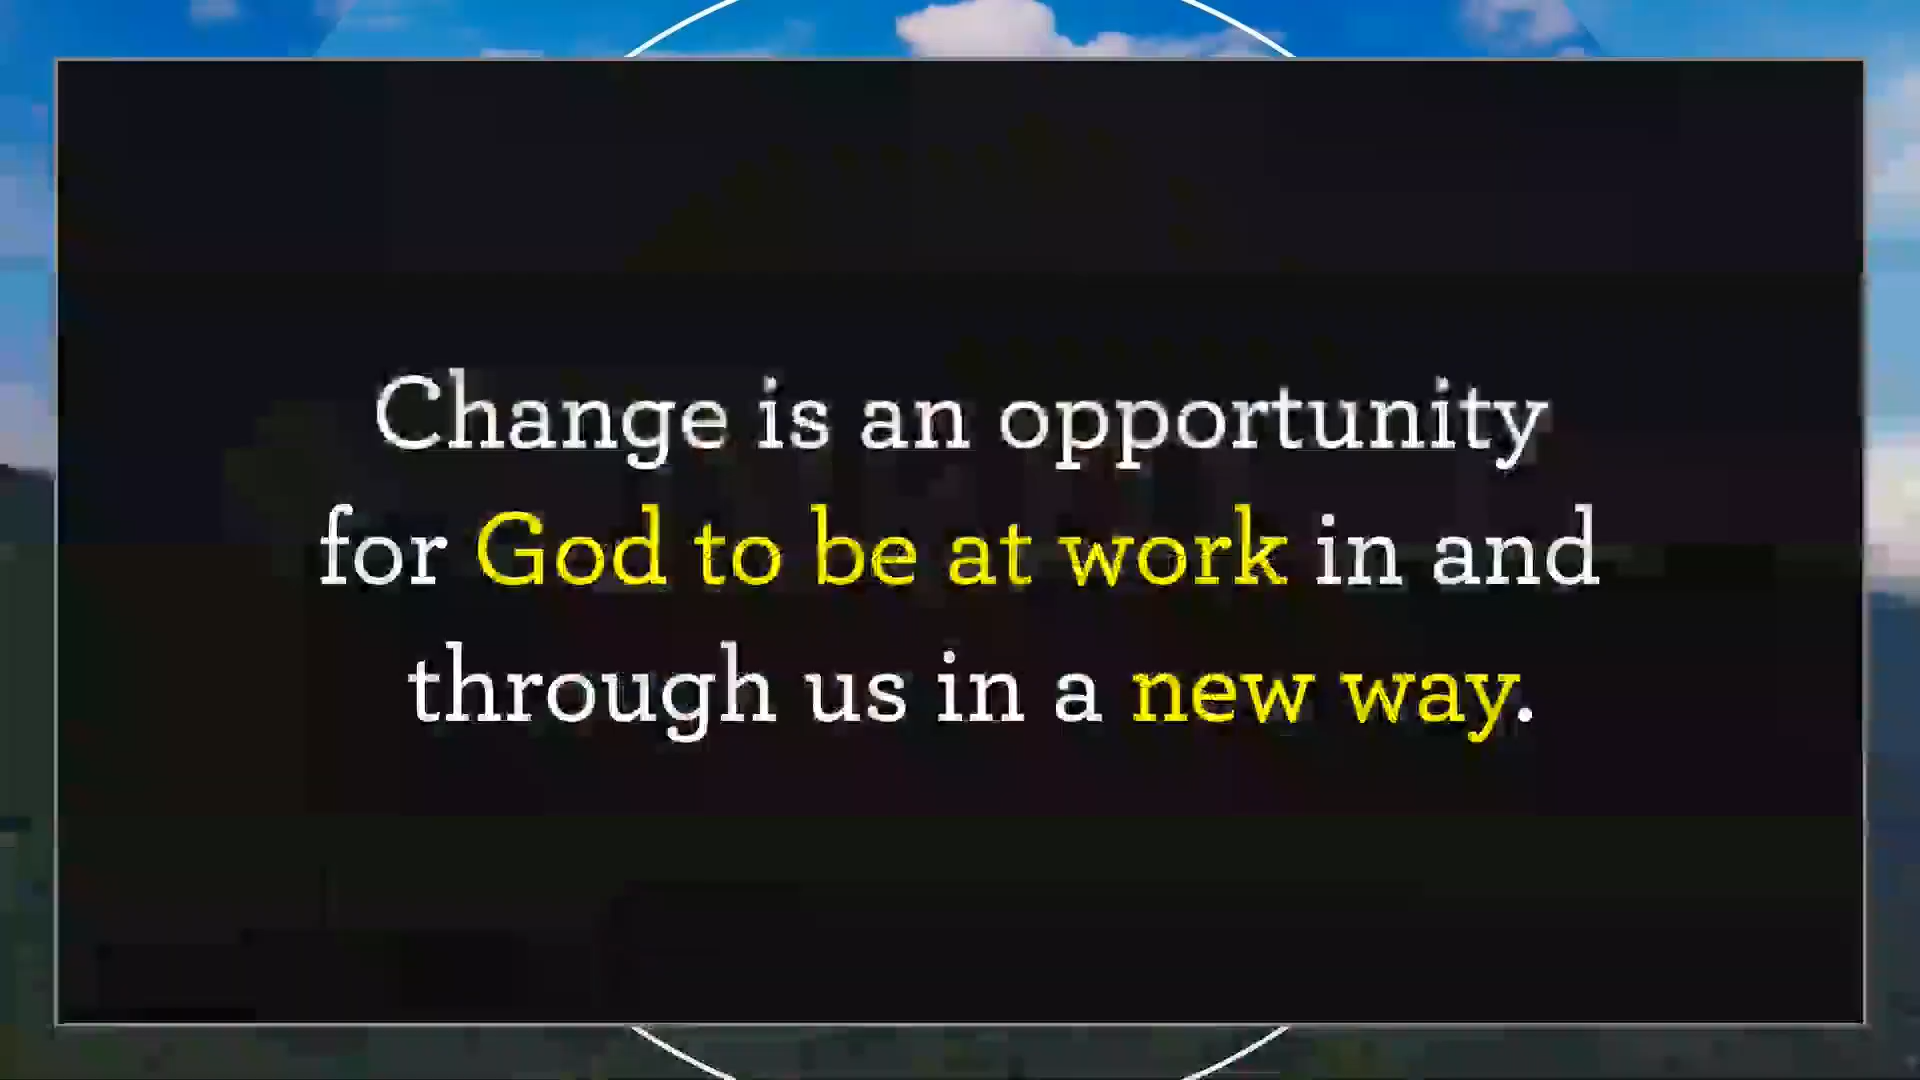 Change is an opportunity
for God to be at work in and
through us in a new way.